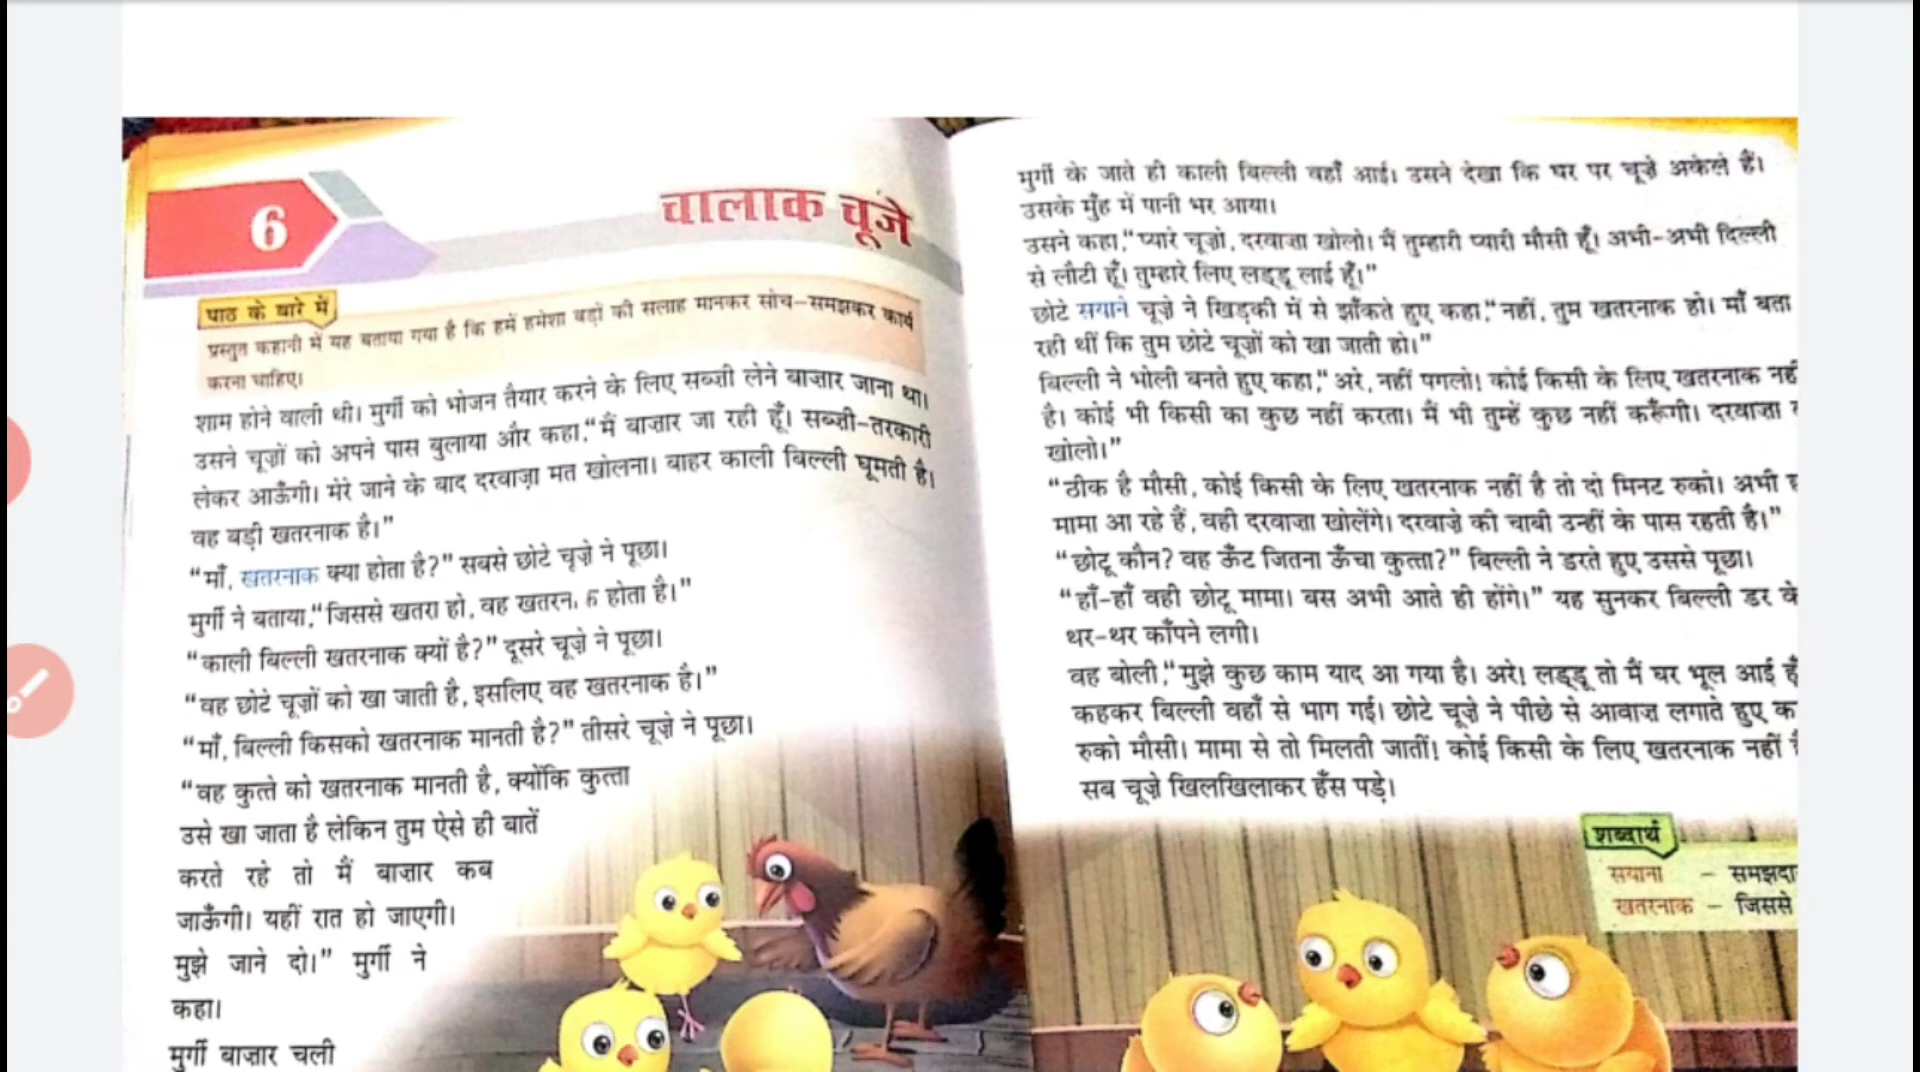 6
चालाक चूज़े
पाठ के बारे में
प्रस्तुत कहानी में यह बताया गया है कि हमें हमेशा बड़ों की सलाह मानकर सोच-समझकर कार्य
करना चाहिए।
शाम होने वाली थी। मुर्गी को भोजन तैयार करने के लिए सब्ज़ी लेने बाज़ार जाना था।
उसने चूज़ों को अपने पास बुलाया और कहा,“मैं बाज़ार जा रही हूँ। सब्ज़ी-तरकारी
लेकर आऊँगी। मेरे जाने के बाद दरवाज़ा मत खोलना। बाहर काली बिल्ली घूमती है।
वह बड़ी खतरनाक है।”
“माँ, खतरनाक क्या होता है?” सबसे छोटे चूज़े ने पूछा।
मुर्गी ने बताया,“जिससे खतरा हो, वह होता है।”
“काली बिल्ली खतरनाक क्यों है?” दूसरे चूज़े ने पूछा।
“वह छोटे चूज़ों को खा जाती है, इसलिए वह खतरनाक है।”
“माँ, बिल्ली किसको खतरनाक मानती है?” तीसरे चूज़े ने पूछा।
“वह कुत्ते को खतरनाक मानती है, क्योंकि कुत्ता
उसे खा जाता है लेकिन तुम ऐसे ही बातें
करते रहे तो मैं बाज़ार कब
जाऊँगी। यहीं रात हो जाएगी।
मुझे जाने दो।” मुर्गी ने
कहा।
मुर्गी बाज़ार चली
मुर्गी के जाते ही काली बिल्ली वहाँ आई। उसने देखा कि घर पर चूज़े अकेले हैं।
उसके मुँह में पानी भर आया।
उसने कहा,“प्यारे चूज़ो, दरवाज़ा खोलो। मैं तुम्हारी प्यारी मौसी हूँ। अभी-अभी दिल्ली
से लौटी हूँ। तुम्हारे लिए लड्डू लाई हूँ।”
छोटे सयाने चूज़े ने खिड़की में से झाँकते हुए कहा,“नहीं, तुम खतरनाक हो। माँ बता
रही थीं कि तुम छोटे चूज़ों को खा जाती हो।”
बिल्ली ने भोली बनते हुए कहा,“अरे, नहीं पगलो! कोई किसी के लिए खतरनाक
है। कोई भी किसी का कुछ नहीं करता। मैं भी तुम्हें कुछ नहीं करूँगी। दरवाज़ा
खोलो।”
“ठीक है मौसी, कोई किसी के लिए खतरनाक नहीं है तो दो मिनट रुको। अभी
मामा आ रहे हैं, वही दरवाज़ा खोलेंगे। दरवाज़े की चाबी उन्हीं के पास रहती है।”
“छोटू कौन? वह ऊँट जितना ऊँचा कुत्ता?” बिल्ली ने डरते हुए उससे पूछा।
“हाँ-हाँ वही छोटू मामा। बस अभी आते ही होंगे।” यह सुनकर बिल्ली डर के
थर-थर काँपने लगी।
वह बोली,“मुझे कुछ काम याद आ गया है। अरे! लड्डू तो मैं घर भूल आई
कहकर बिल्ली वहाँ से भाग गई। छोटे चूज़े ने पीछे से आवाज़ लगाते हुए
रुको मौसी। मामा से तो मिलती जातीं! कोई किसी के लिए खतरनाक नहीं
सब चूज़े खिलखिलाकर हँस पड़े।
शब्दार्थ
सयाना – समझदा
खतरनाक – जिससे